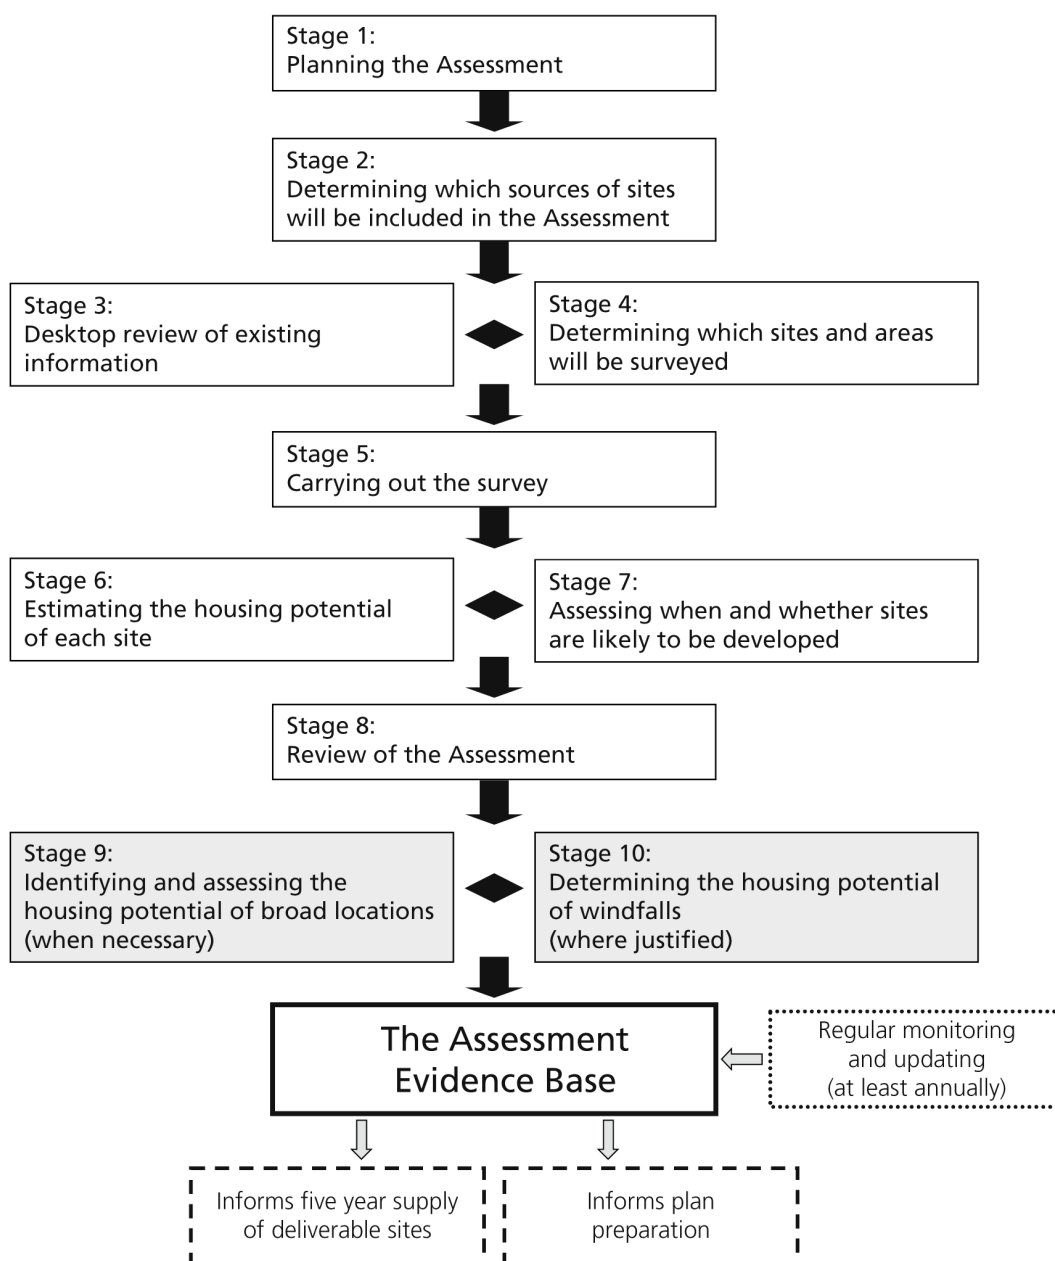 Stage 1:
Planning the Assessment
Stage 2:
Determining which sources of sites
will be included in the Assessment
Stage 3:
Desktop review of existing
information
Stage 4:
Determining which sites and areas
will be surveyed
Stage 5:
Carrying out the survey
Stage 6:
Estimating the housing potential
of each site
Stage 7:
Assessing when and whether sites
are likely to be developed
Stage 8:
Review of the Assessment
Stage 9:
Identifying and assessing the
housing potential of broad locations
(when necessary)
Stage 10:
Determining the housing potential
of windfalls
(where justified)
The Assessment
Evidence Base
Regular monitoring
and updating
(at least annually)
Informs five year supply
of deliverable sites
Informs plan
preparation